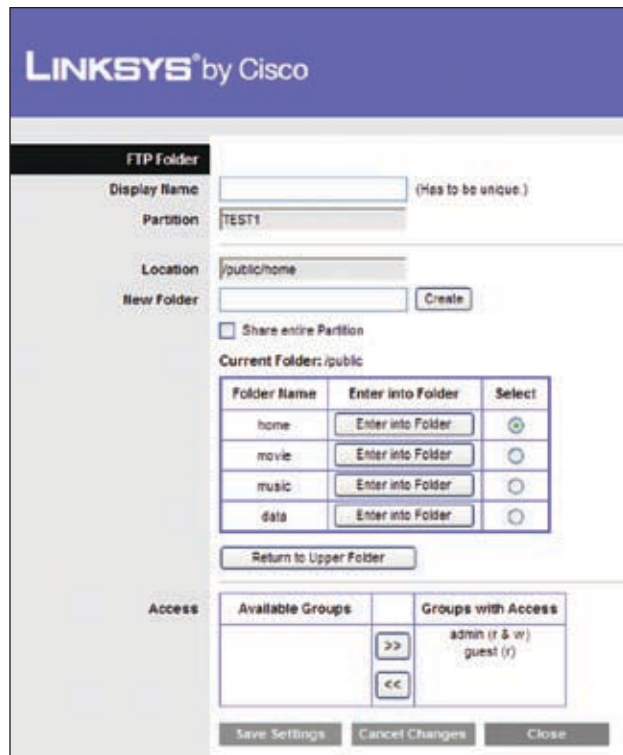 LINKSYS® by Cisco
FTP Folder
Display Name (Has to be unique.)
Partition TEST1
Location /public/home
New Folder Create
Share entire Partition
Current Folder: /public
Folder Name Enter into Folder Select
home Enter into Folder
movie Enter into Folder
music Enter into Folder
data Enter into Folder
Return to Upper Folder
Access Available Groups Groups with Access
admin (r & w)
>> guest (r)
<<
Save Settings Cancel Changes Close